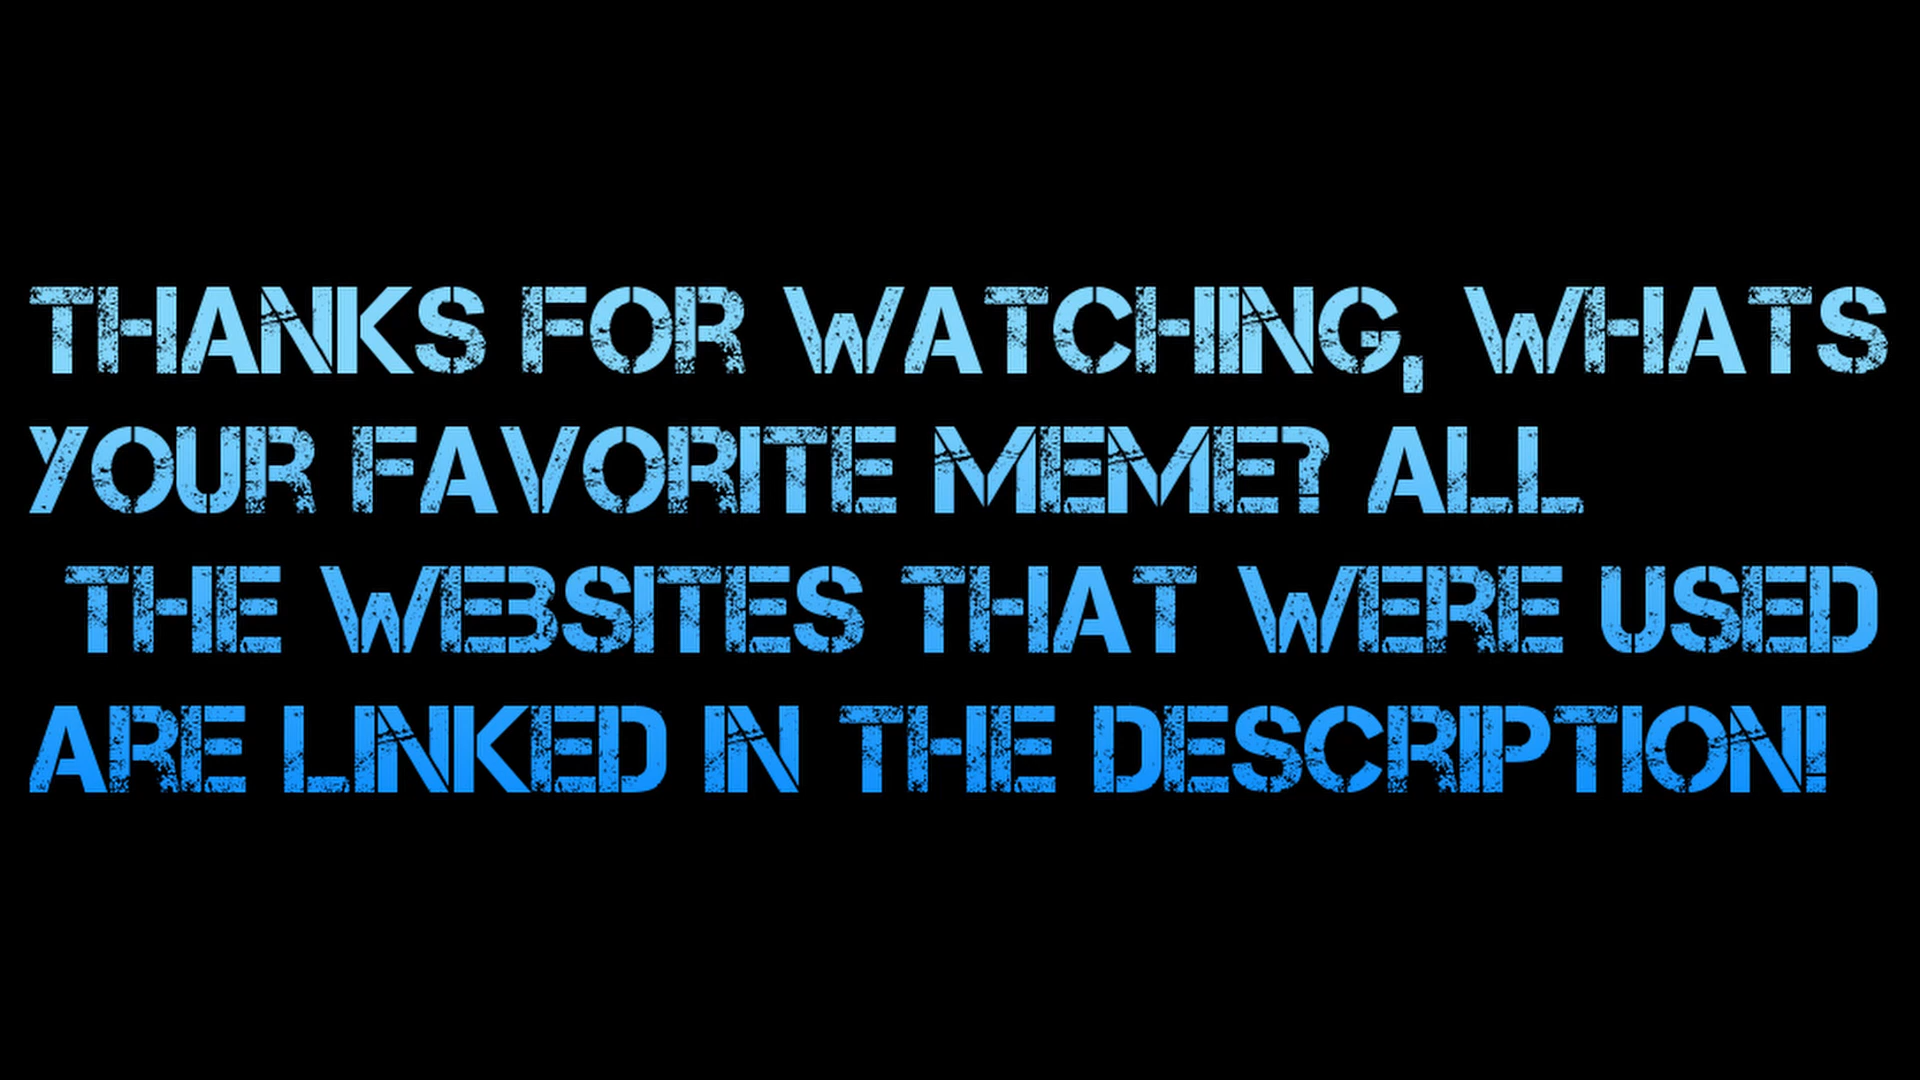 THANKS FOR WATCHING, WHATS
YOUR FAVORITE MEME? ALL
THE WEBSITES THAT WERE USED
ARE LINKED IN THE DESCRIPTION!